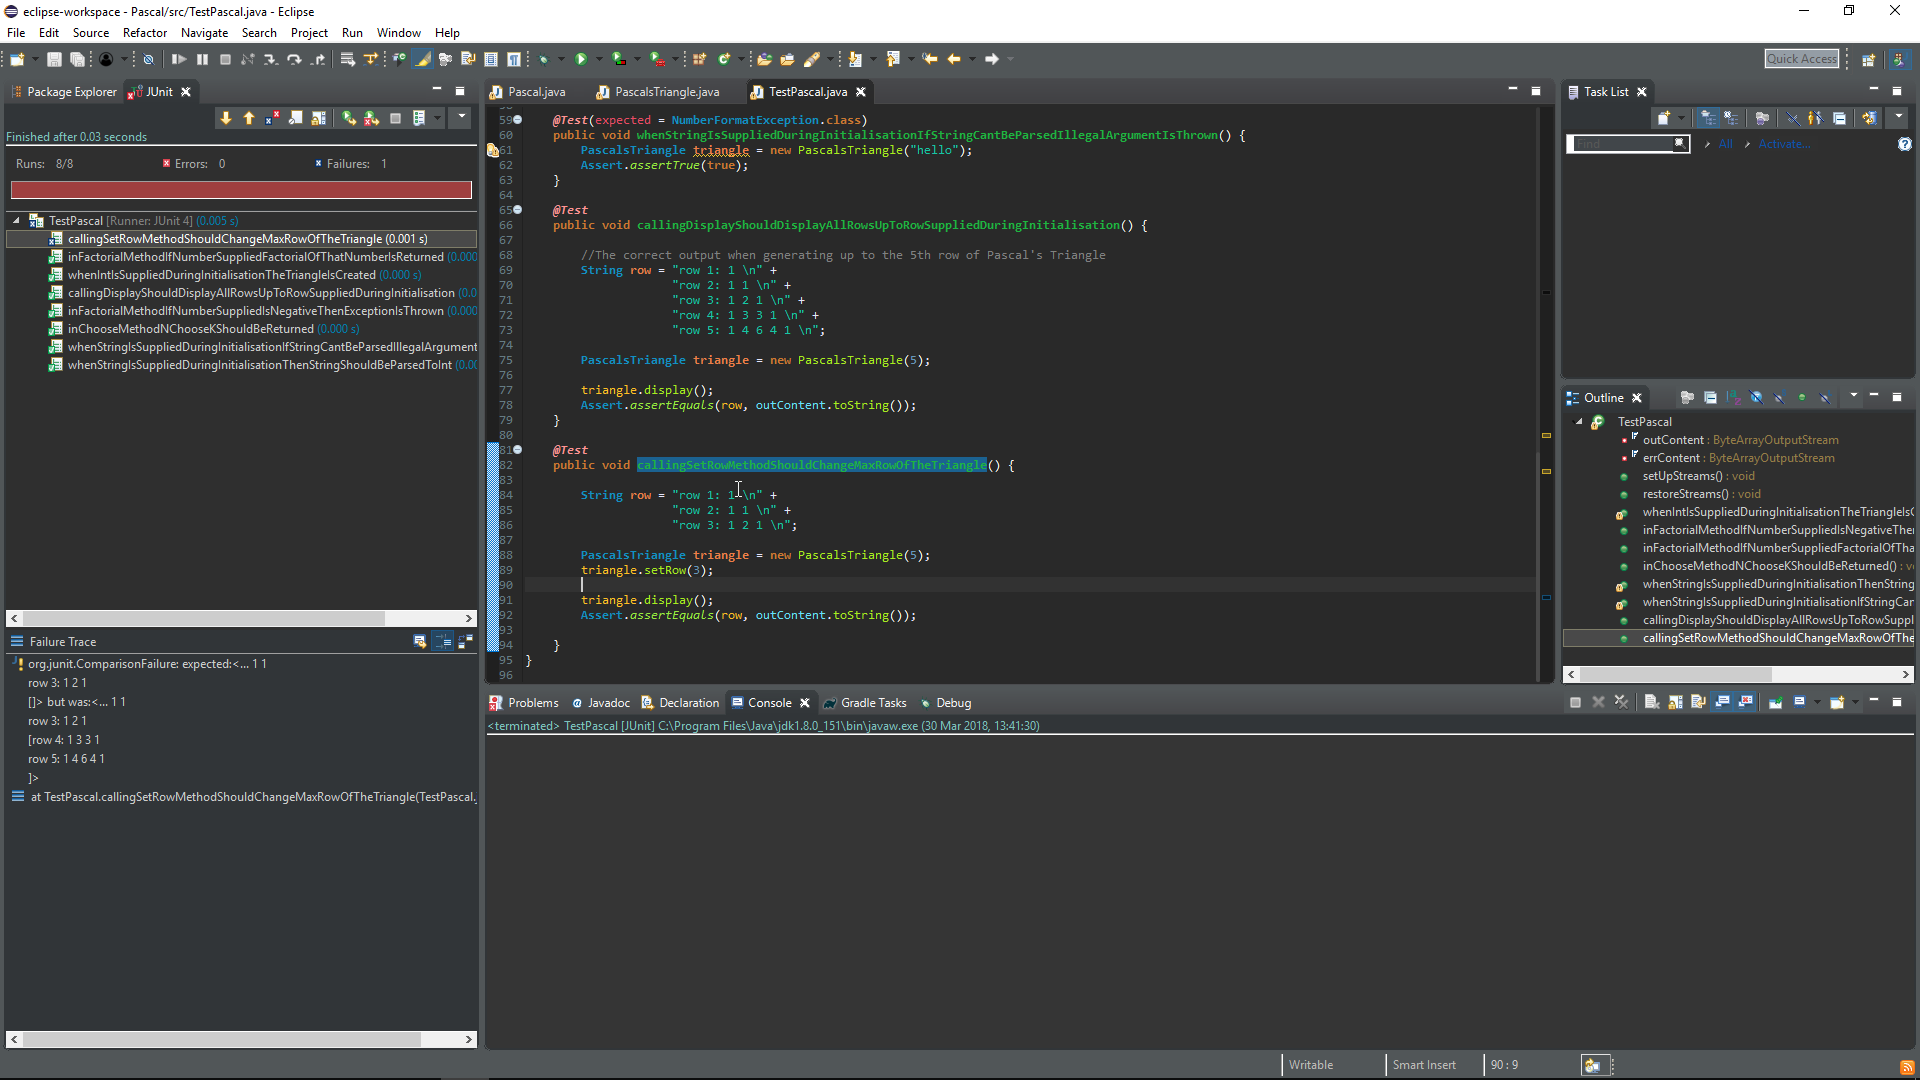 eclipse-workspace - Pascal/src/TestPascal.java - Eclipse
File Edit Source Refactor Navigate Search Project Run Window Help
Quick Access
Package Explorer JUnit
Finished after 0.03 seconds
Runs: 8/8 Errors: 0 Failures: 1
TestPascal [Runner: JUnit 4] (0.005 s)
callingSetRowMethodShouldChangeMaxRowOfTheTriangle (0.001 s)
inFactorialMethodIfNumberSuppliedFactorialOfThatNumberIsReturned (0.000
whenIntIsSuppliedDuringInitialisationTheTriangleIsCreated (0.000 s)
callingDisplayShouldDisplayAllRowsUpToRowSuppliedDuringInitialisation (0.0
inFactorialMethodIfNumberSuppliedIsNegativeThenExceptionIsThrown (0.000
inChooseMethodNChooseKShouldBeReturned (0.000 s)
whenStringIsSuppliedDuringInitialisationIfStringCantBeParsedIllegalArgument
whenStringIsSuppliedDuringInitialisationThenStringShouldBeParsedToInt (0.00
Failure Trace
org.junit.ComparisonFailure: expected:<... 1 1
row 3: 1 2 1
[]> but was:<... 1 1
row 3: 1 2 1
[row 4: 1 3 3 1
row 5: 1 4 6 4 1
]>
at TestPascal.callingSetRowMethodShouldChangeMaxRowOfTheTriangle(TestPascal.
Pascal.java PascalsTriangle.java TestPascal.java
59 @Test(expected = NumberFormatException.class)
60 public void whenStringIsSuppliedDuringInitialisationIfStringCantBeParsedIllegalArgumentIsThrown() {
61 PascalsTriangle triangle = new PascalsTriangle("hello");
62 Assert.assertTrue(true);
63 }
64
65 @Test
66 public void callingDisplayShouldDisplayAllRowsUpToRowSuppliedDuringInitialisation() {
67
68 //The correct output when generating up to the 5th row of Pascal's Triangle
69 String row = "row 1: 1 \n" +
70 "row 2: 1 1 \n" +
71 "row 3: 1 2 1 \n" +
72 "row 4: 1 3 3 1 \n" +
73 "row 5: 1 4 6 4 1 \n";
74
75 PascalsTriangle triangle = new PascalsTriangle(5);
76
77 triangle.display();
78 Assert.assertEquals(row, outContent.toString());
79 }
80
81 @Test
82 public void callingSetRowMethodShouldChangeMaxRowOfTheTriangle() {
83
84 String row = "row 1: 1 \n" +
85 "row 2: 1 1 \n" +
86 "row 3: 1 2 1 \n";
87
88 PascalsTriangle triangle = new PascalsTriangle(5);
89 triangle.setRow(3);
90
91 triangle.display();
92 Assert.assertEquals(row, outContent.toString());
93
94 }
95 }
96
Problems Javadoc Declaration Console Gradle Tasks Debug
<terminated> TestPascal [JUnit] C:\Program Files\Java\jdk1.8.0_151\bin\javaw.exe (30 Mar 2018, 13:41:30)
Task List
Find All Activate...
Outline
TestPascal
outContent : ByteArrayOutputStream
errContent : ByteArrayOutputStream
setUpStreams() : void
restoreStreams() : void
whenIntIsSuppliedDuringInitialisationTheTriangleIsC
inFactorialMethodIfNumberSuppliedIsNegativeThe
inFactorialMethodIfNumberSuppliedFactorialOfTha
inChooseMethodNChooseKShouldBeReturned() : v
whenStringIsSuppliedDuringInitialisationThenString
whenStringIsSuppliedDuringInitialisationIfStringCar
callingDisplayShouldDisplayAllRowsUpToRowSuppl
callingSetRowMethodShouldChangeMaxRowOfThe
Writable Smart Insert 90 : 9